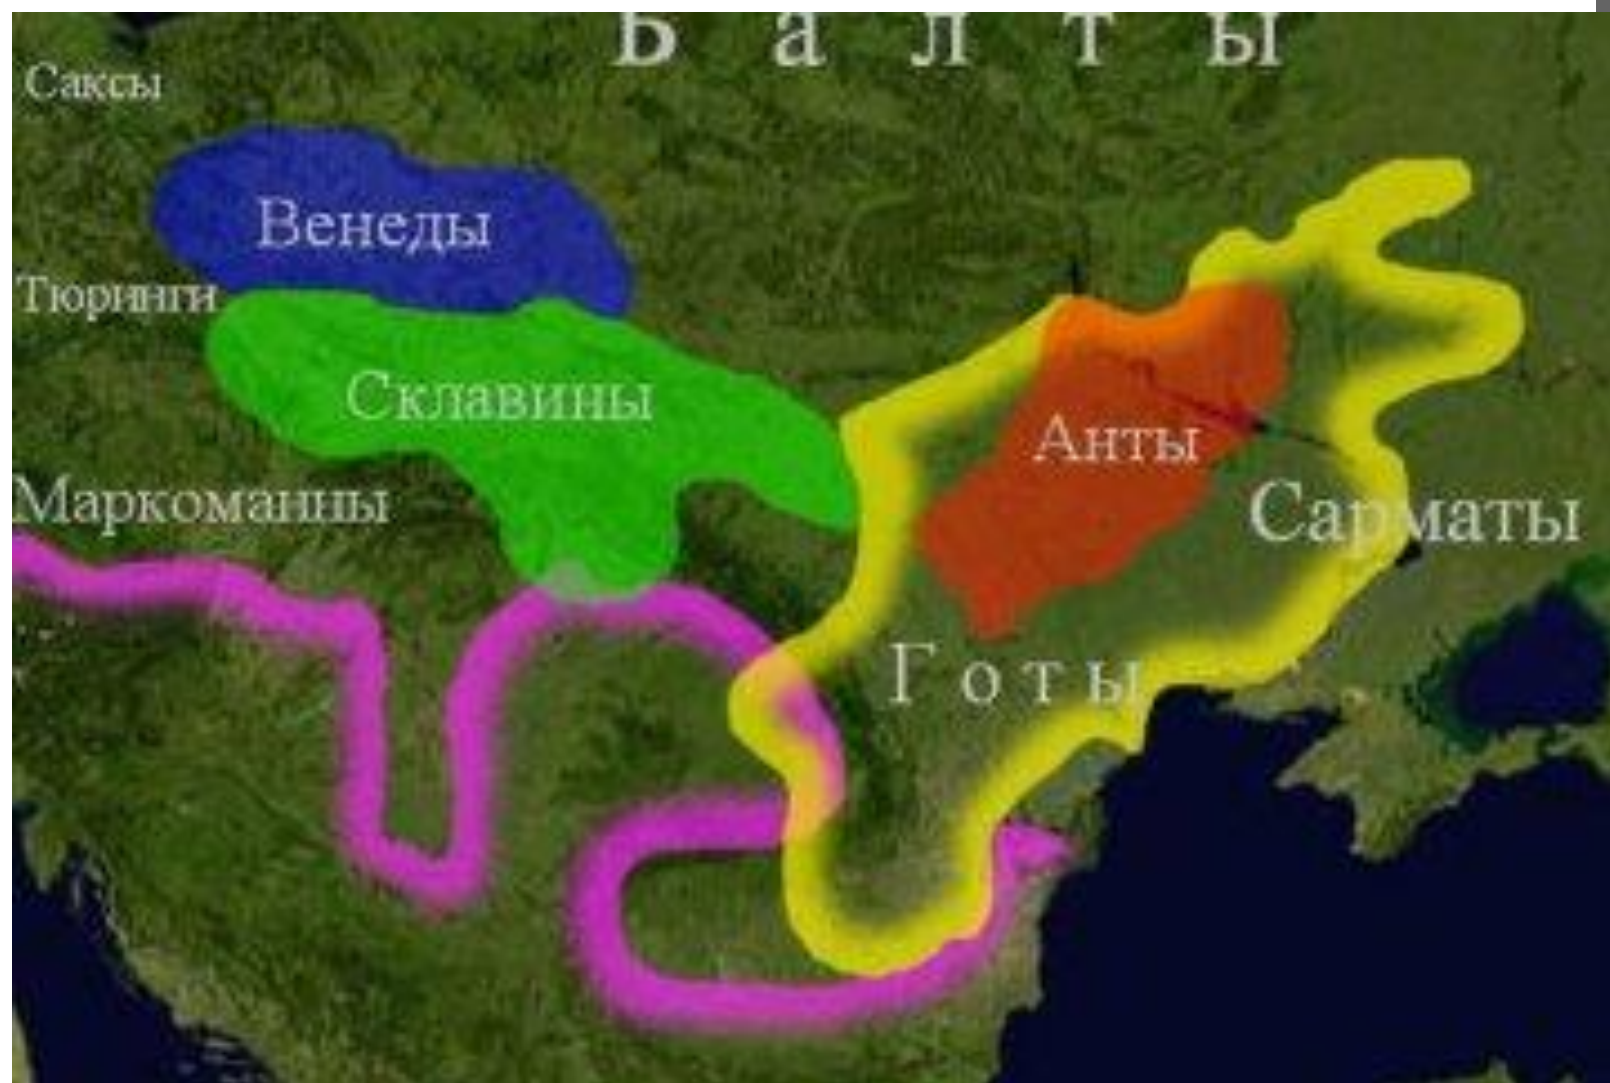 Балты
Саксы
Венеды
Тюринги
Склавины
Анты
Маркоманны
Сарматы
Готы